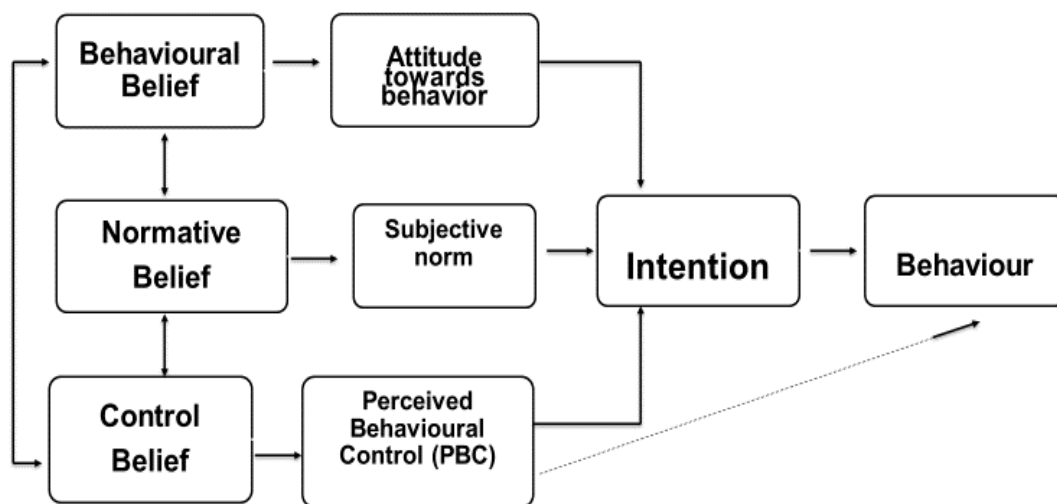 Behavioural
Belief
Attitude
towards
behavior
Normative
Belief
Subjective
norm
Intention
Behaviour
Control
Belief
Perceived
Behavioural
Control (PBC)